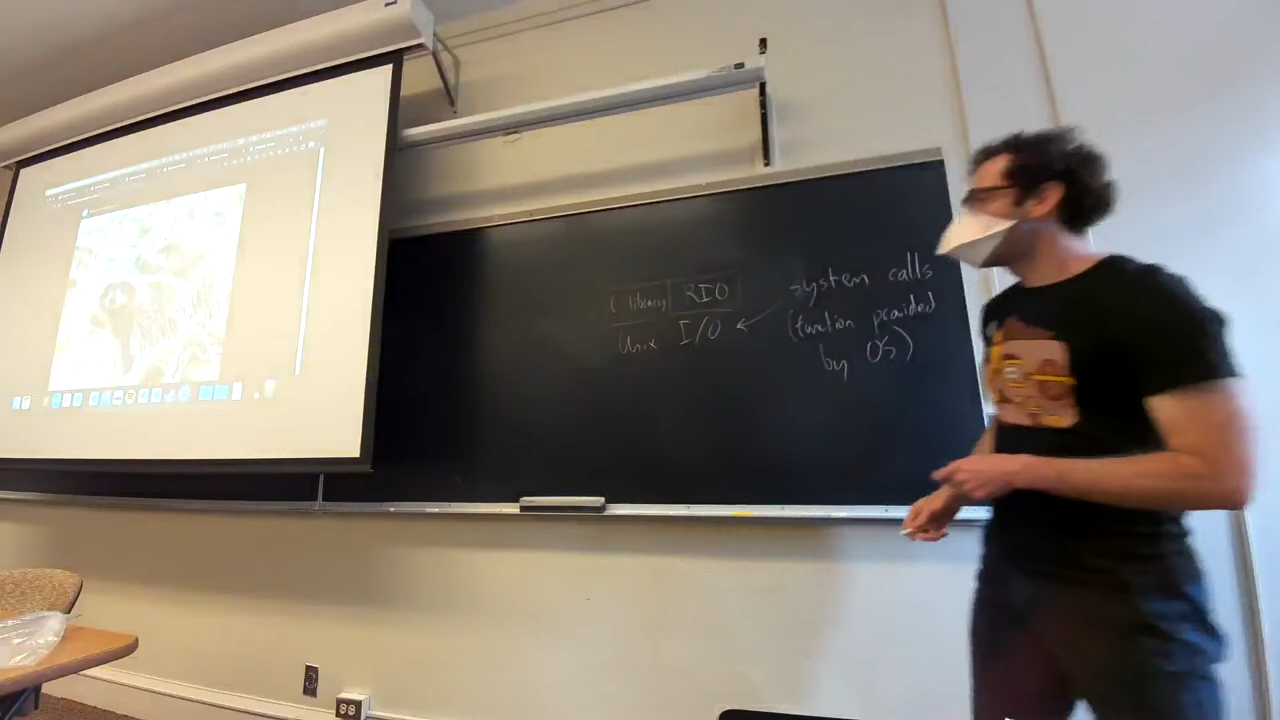 C library RIO
Unix I/O
system calls
(function provided
by OS)